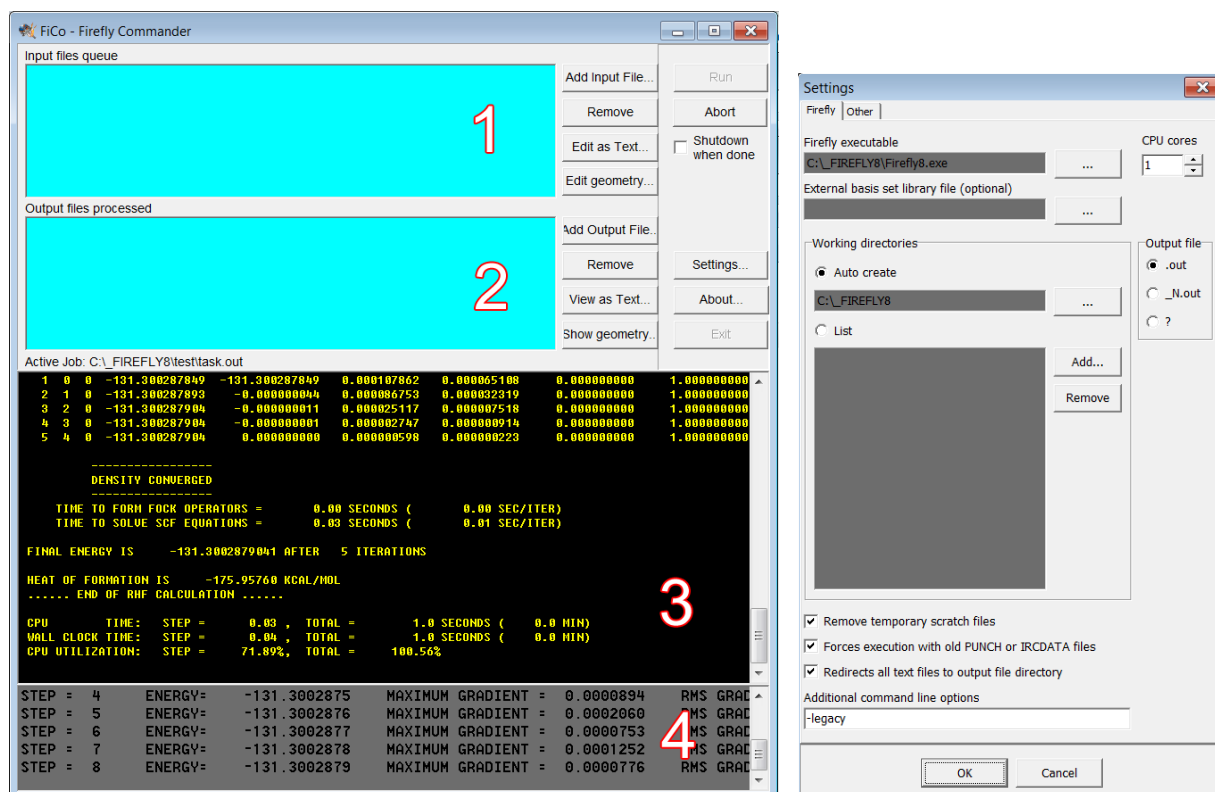 FiCo - Firefly Commander
Input files queue
1
Add Input File...
Run
Remove
Abort
Edit as Text...
Shutdown
when done
Edit geometry...
Output files processed
2
Add Output File..
Remove
Settings...
View as Text...
About...
Show geometry..
Exit
Active Job: C:\_FIREFLY8\test\task.out
1 0 0 -131.300287849 -131.300287849 0.000107862 0.000065108 0.000000000 1.000000000
2 1 0 -131.300287893 -0.000000044 0.000086753 0.000032319 0.000000000 1.000000000
3 2 0 -131.300287904 -0.000000011 0.000025117 0.000007518 0.000000000 1.000000000
4 3 0 -131.300287904 -0.000000001 0.000002747 0.000000914 0.000000000 1.000000000
5 4 0 -131.300287904 0.000000000 0.000000598 0.000000223 0.000000000 1.000000000
-----------------
DENSITY CONVERGED
-----------------
TIME TO FORM FOCK OPERATORS = 0.00 SECONDS ( 0.00 SEC/ITER)
TIME TO SOLVE SCF EQUATIONS = 0.03 SECONDS ( 0.01 SEC/ITER)
FINAL ENERGY IS -131.3002879041 AFTER 5 ITERATIONS
HEAT OF FORMATION IS -175.95760 KCAL/MOL
...... END OF RHF CALCULATION ......
3
CPU TIME: STEP = 0.03 , TOTAL = 1.0 SECONDS ( 0.0 MIN)
WALL CLOCK TIME: STEP = 0.04 , TOTAL = 1.0 SECONDS ( 0.0 MIN)
CPU UTILIZATION: STEP = 71.89%, TOTAL = 100.56%
STEP = 4 ENERGY= -131.3002875 MAXIMUM GRADIENT = 0.0000894 RMS GRAD
STEP = 5 ENERGY= -131.3002876 MAXIMUM GRADIENT = 0.0002060 RMS GRAD
STEP = 6 ENERGY= -131.3002877 MAXIMUM GRADIENT = 0.0000753 RMS GRAD
STEP = 7 ENERGY= -131.3002878 MAXIMUM GRADIENT = 0.0001252 RMS GRAD
STEP = 8 ENERGY= -131.3002879 MAXIMUM GRADIENT = 0.0000776 RMS GRAD
4
Settings
Firefly Other
Firefly executable
CPU cores
C:\_FIREFLY8\Firefly8.exe
...
1
External basis set library file (optional)
...
Working directories
Output file
Auto create
.out
C:\_FIREFLY8
...
_N.out
List
?
Add...
Remove
Remove temporary scratch files
Forces execution with old PUNCH or IRCDATA files
Redirects all text files to output file directory
Additional command line options
-legacy
OK
Cancel